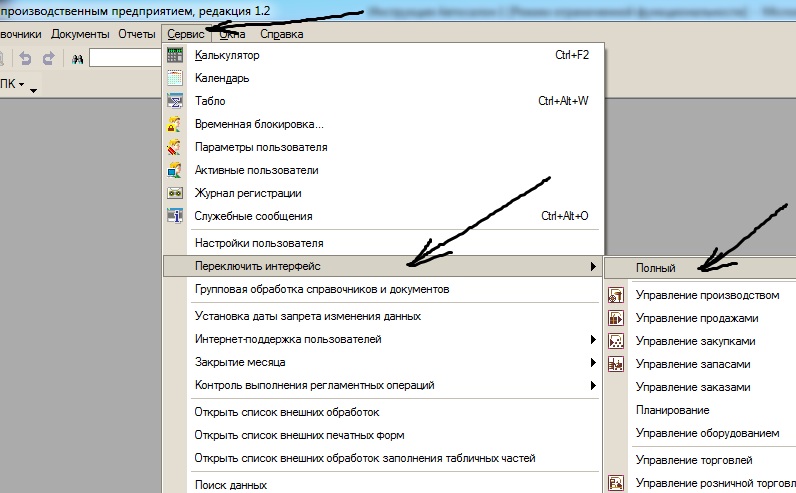 производственным предприятием, редакция 1.2
вочники Документы Отчеты Сервис Окна Справка
ПК
Калькулятор Ctrl+F2
Календарь
Табло Ctrl+Alt+W
Временная блокировка...
Параметры пользователя
Активные пользователи
Журнал регистрации
Служебные сообщения Ctrl+Alt+O
Настройки пользователя
Переключить интерфейс
Групповая обработка справочников и документов
Установка даты запрета изменения данных
Интернет-поддержка пользователей
Закрытие месяца
Контроль выполнения регламентных операций
Открыть список внешних обработок
Открыть список внешних печатных форм
Открыть список внешних обработок заполнения табличных частей
Поиск данных
Полный
Управление производством
Управление продажами
Управление закупками
Управление запасами
Управление заказами
Планирование
Управление оборудованием
Управление торговлей
Управление розничной торговл